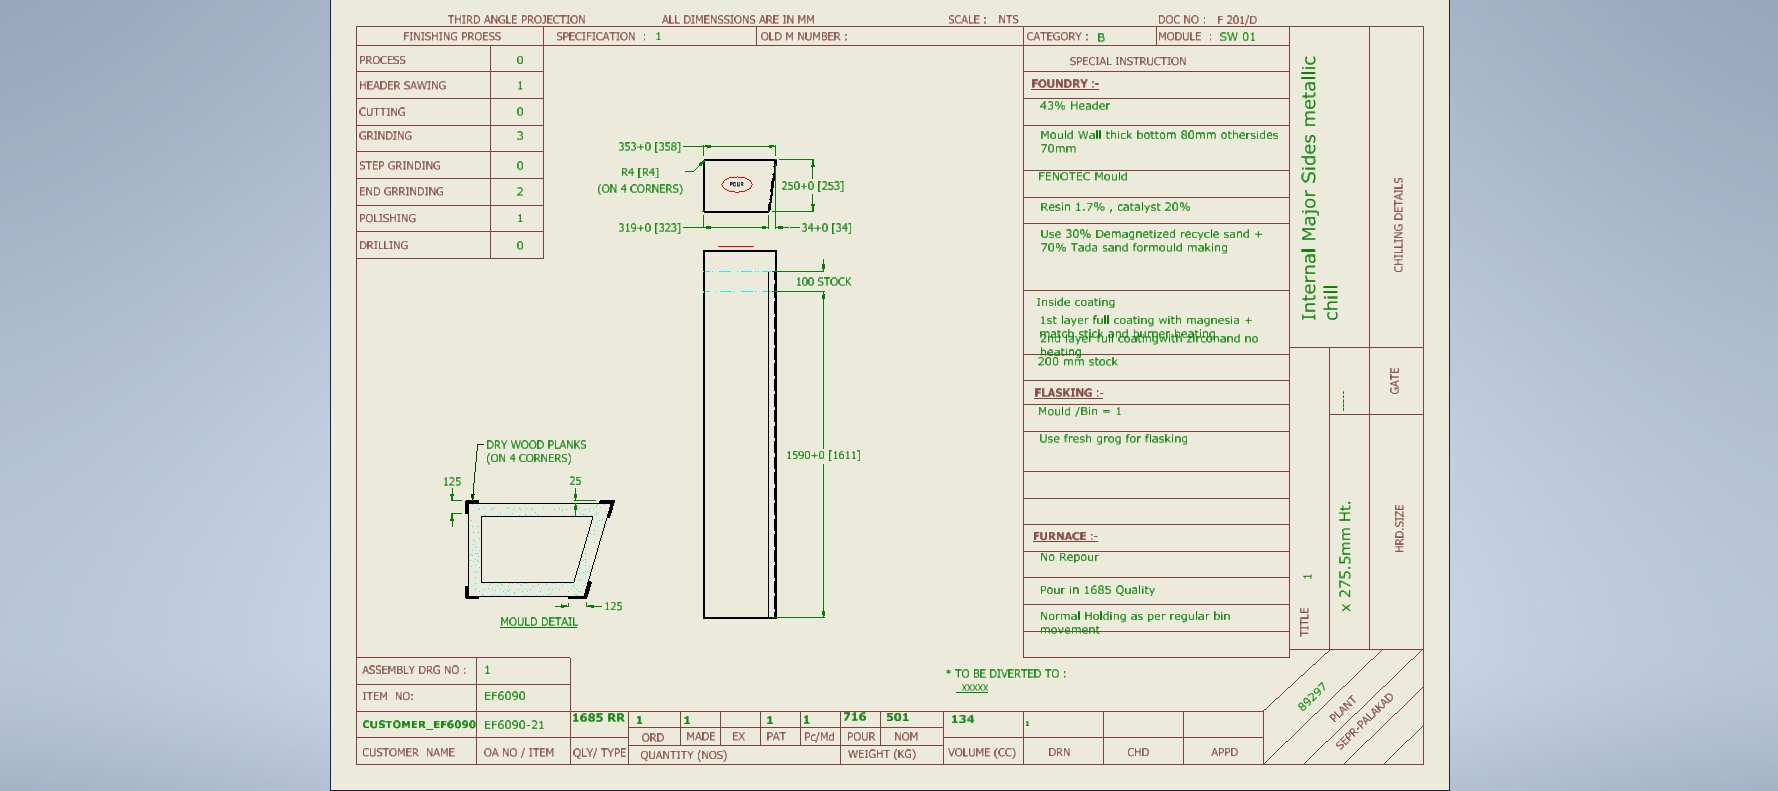 THIRD ANGLE PROJECTION ALL DIMENSSIONS ARE IN MM SCALE : NTS DOC NO : F 201/D
FINISHING PROESS SPECIFICATION : 1 OLD M NUMBER : CATEGORY : B MODULE : SW 01
PROCESS 0
HEADER SAWING 1
CUTTING 0
GRINDING 3
STEP GRINDING 0
END GRRINDING 2
POLISHING 1
DRILLING 0
353+0 [358]
R4 [R4]
(ON 4 CORNERS)
POUR
250+0 [253]
319+0 [323]
34+0 [34]
100 STOCK
1590+0 [1611]
DRY WOOD PLANKS
(ON 4 CORNERS)
125
25
125
MOULD DETAIL
SPECIAL INSTRUCTION
FOUNDRY :-
43% Header
Mould Wall thick bottom 80mm othersides
70mm
FENOTEC Mould
Resin 1.7% , catalyst 20%
Use 30% Demagnetized recycle sand +
70% Tada sand formould making
Inside coating
1st layer full coating with magnesia +
match stick and burner heating
2nd layer full coatingwith zirconand no
heating
200 mm stock
FLASKING :-
Mould /Bin = 1
Use fresh grog for flasking
FURNACE :-
No Repour
Pour in 1685 Quality
Normal Holding as per regular bin
movement
Internal Major Sides metallic
chill
CHILLING DETAILS
------
GATE
TITLE 1
x 275.5mm Ht.
HRD.SIZE
* TO BE DIVERTED TO :
XXXXX
ASSEMBLY DRG NO : 1
ITEM NO: EF6090
CUSTOMER_EF6090 EF6090-21 1685 RR 1 1 1 1 716 501 134 1
ORD MADE EX PAT Pc/Md POUR NOM
CUSTOMER NAME OA NO / ITEM QLY/ TYPE QUANTITY (NOS) WEIGHT (KG) VOLUME (CC) DRN CHD APPD
89297
PLANT
SEPR-PALAKAD